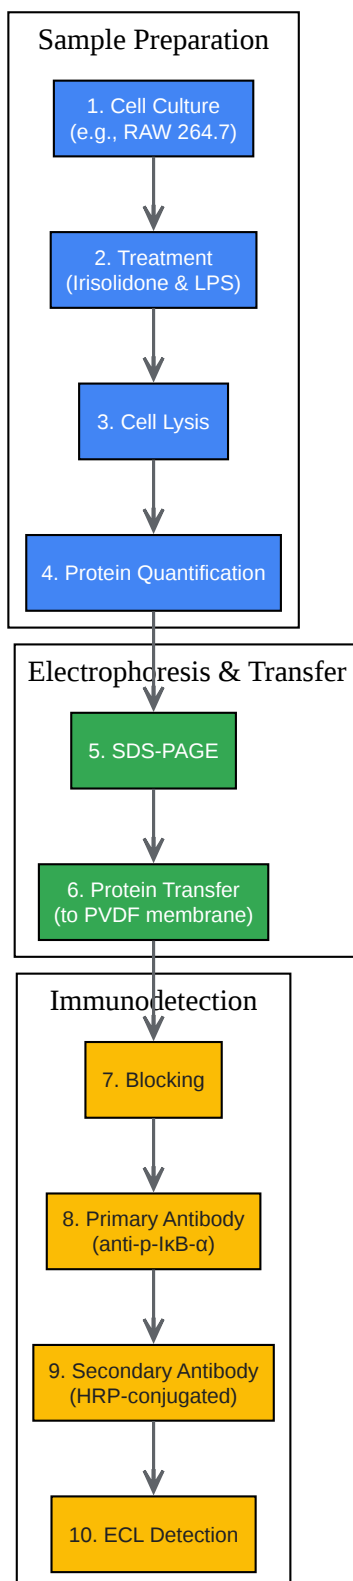 Sample Preparation
1. Cell Culture
(e.g., RAW 264.7)
2. Treatment
(Irisolidone & LPS)
3. Cell Lysis
4. Protein Quantification
Electrophoresis & Transfer
5. SDS-PAGE
6. Protein Transfer
(to PVDF membrane)
Immunodetection
7. Blocking
8. Primary Antibody
(anti-p-IκB-α)
9. Secondary Antibody
(HRP-conjugated)
10. ECL Detection